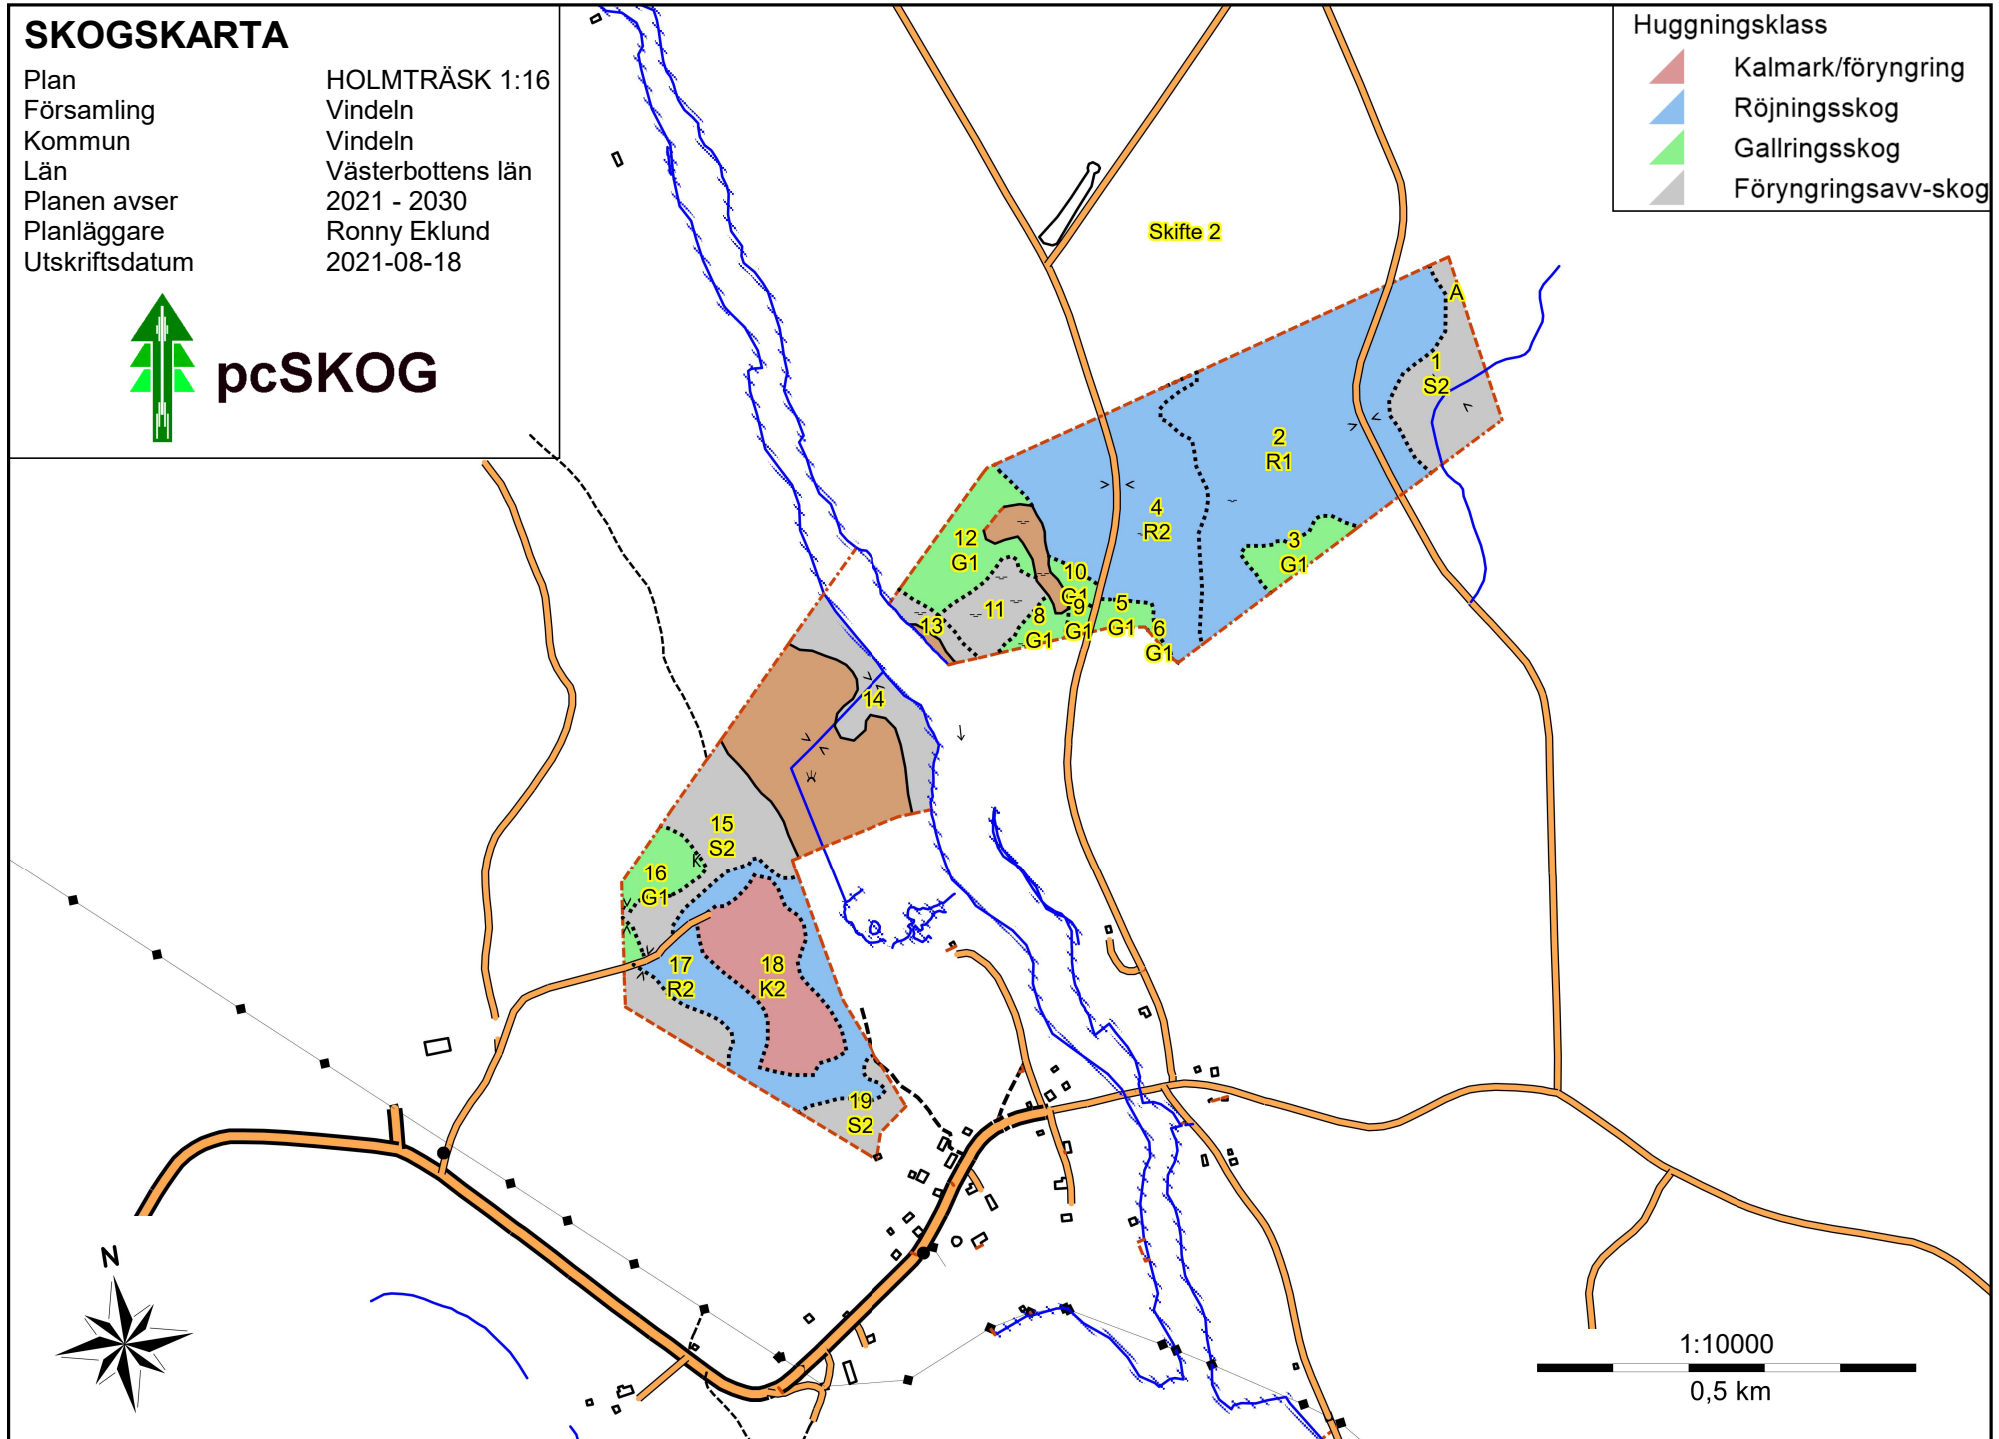 SKOGSKARTA
Plan HOLMTRÄSK 1:16
Församling Vindeln
Kommun Vindeln
Län Västerbottens län
Planen avser 2021 - 2030
Planläggare Ronny Eklund
Utskriftsdatum 2021-08-18
pcSKOG
Huggningsklass
Kalmark/föryngring
Röjningsskog
Gallringsskog
Föryngringsavv-skog
Skifte 2
A
1
S2
2
R1
3
G1
4
R2
5
G1
6
G1
8
G1
9
G1
10
G1
11
12
G1
13
14
15
S2
16
G1
17
R2
18
K2
19
S2
N
1:10000
0,5 km